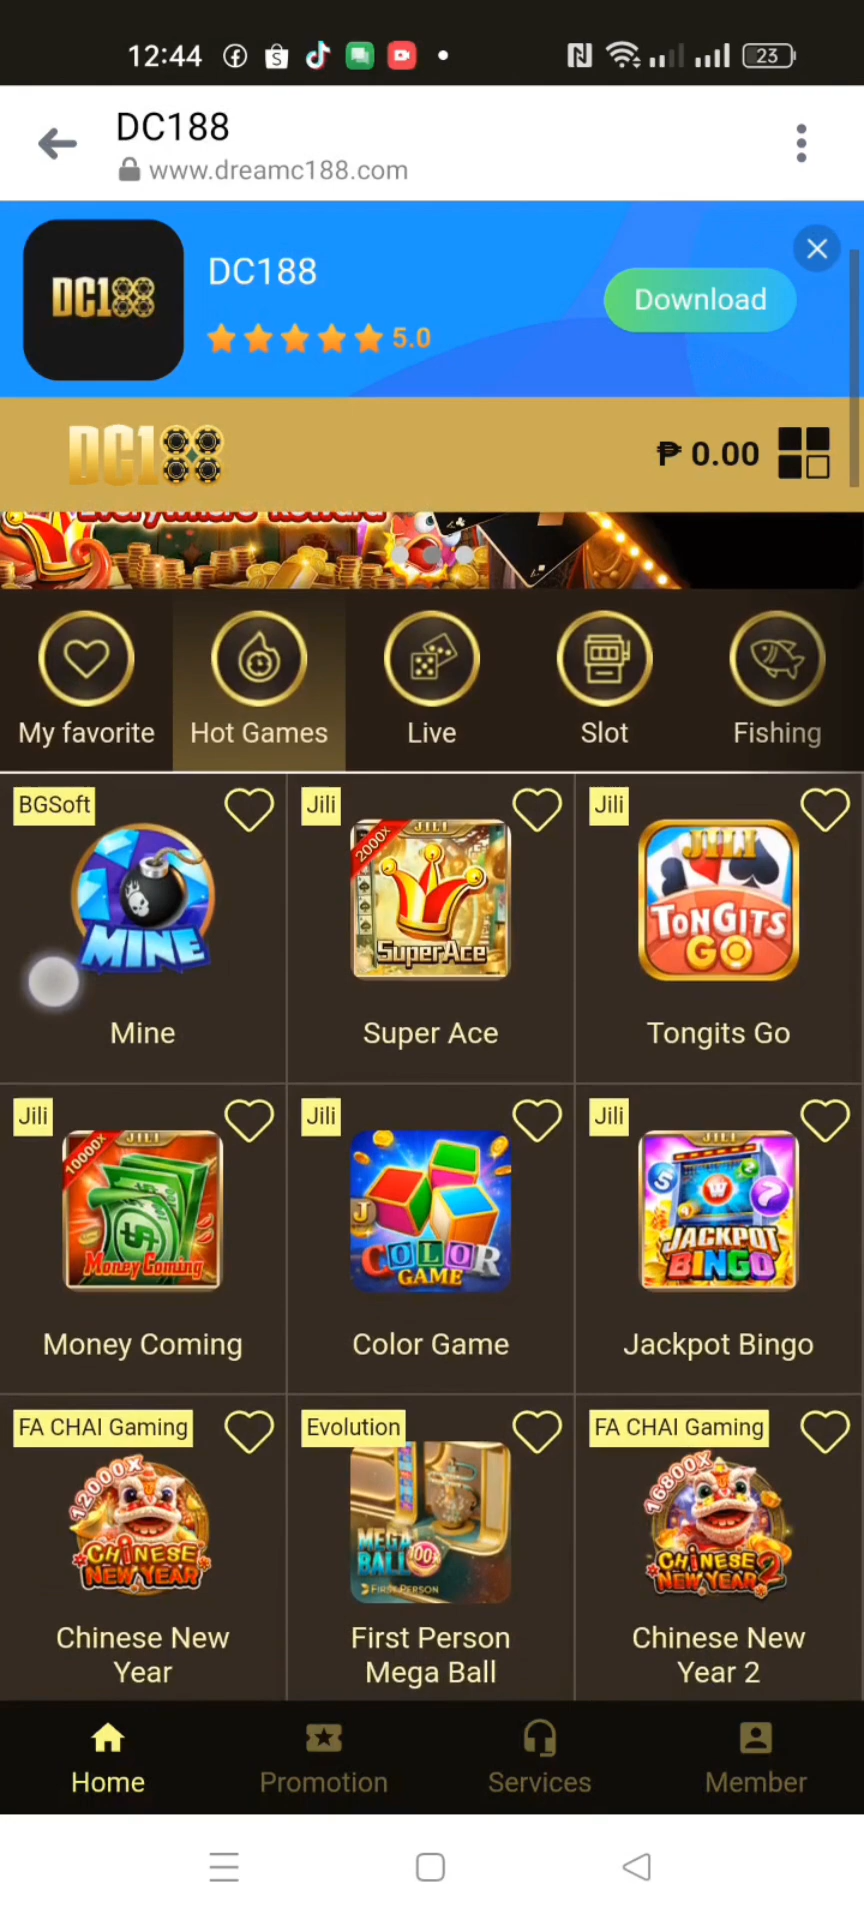 12:44
23
DC188
www.dreamc188.com
DC188
DC188
Download
5.0
DC188
₱ 0.00
My favorite
Hot Games
Live
Slot
Fishing
BGSoft
Jili
Jili
MINE
2000X
JILI
SuperAce
JILI
TONGITS
GO
Mine
Super Ace
Tongits Go
Jili
Jili
Jili
10000X
JILI
Money Coming
J
COLOR
GAME
JILI
5
W
2
7
JACKPOT
BINGO
Money Coming
Color Game
Jackpot Bingo
FA CHAI Gaming
Evolution
FA CHAI Gaming
12000X
CHINESE
NEW YEAR
MEGA
BALL
100x
FIRST PERSON
16800X
CHINESE
NEW YEAR 2
Chinese New
Year
First Person
Mega Ball
Chinese New
Year 2
Home
Promotion
Services
Member